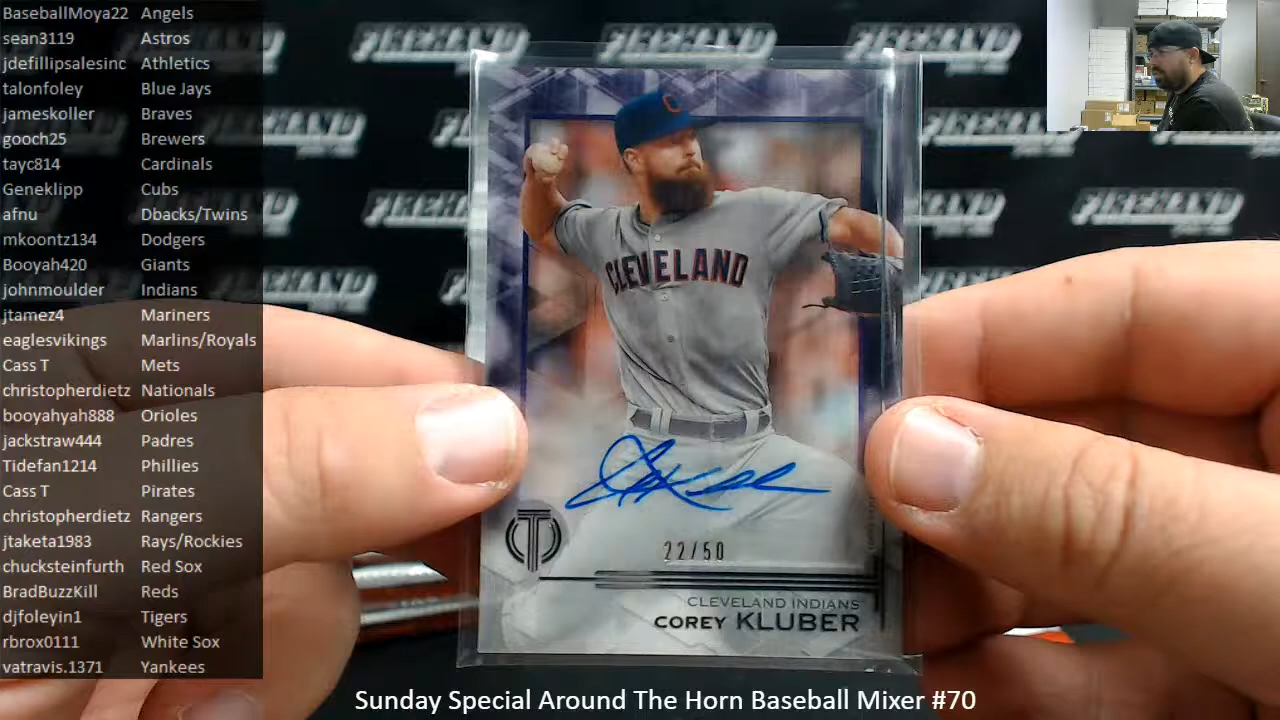 BaseballMoya22 Angels
sean3119 Astros
jdefillipsalesinc Athletics
talonfoley Blue Jays
jameskoller Braves
gooch25 Brewers
tayc814 Cardinals
Geneklipp Cubs
afnu Dbacks/Twins
mkoontz134 Dodgers
Booyah420 Giants
johnmoulder Indians
jtamez4 Mariners
eaglesvikings Marlins/Royals
Cass T Mets
christopherdietz Nationals
booyahyah888 Orioles
jackstraw444 Padres
Tidefan1214 Phillies
Cass T Pirates
christopherdietz Rangers
jtaketa1983 Rays/Rockies
chucksteinfurth Red Sox
BradBuzzKill Reds
djfoleyin1 Tigers
rbrox0111 White Sox
vatravis.1371 Yankees
FIREHAND
C
CLEVELAND
T
22/50
CLEVELAND INDIANS
COREY KLUBER
Sunday Special Around The Horn Baseball Mixer #70